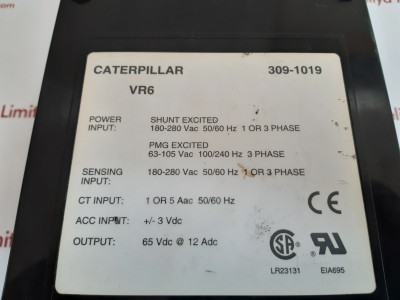 CATERPILLAR 309-1019
VR6
POWER INPUT: SHUNT EXCITED
180-280 Vac 50/60 Hz 1 OR 3 PHASE
PMG EXCITED
63-105 Vac 100/240 Hz 3 PHASE
SENSING INPUT: 180-280 Vac 50/60 Hz 1 OR 3 PHASE
CT INPUT: 1 OR 5 Aac 50/60 Hz
ACC INPUT: +/- 3 Vdc
OUTPUT: 65 Vdc @ 12 Adc
CE
SA
LR23131
EIA695
Limited